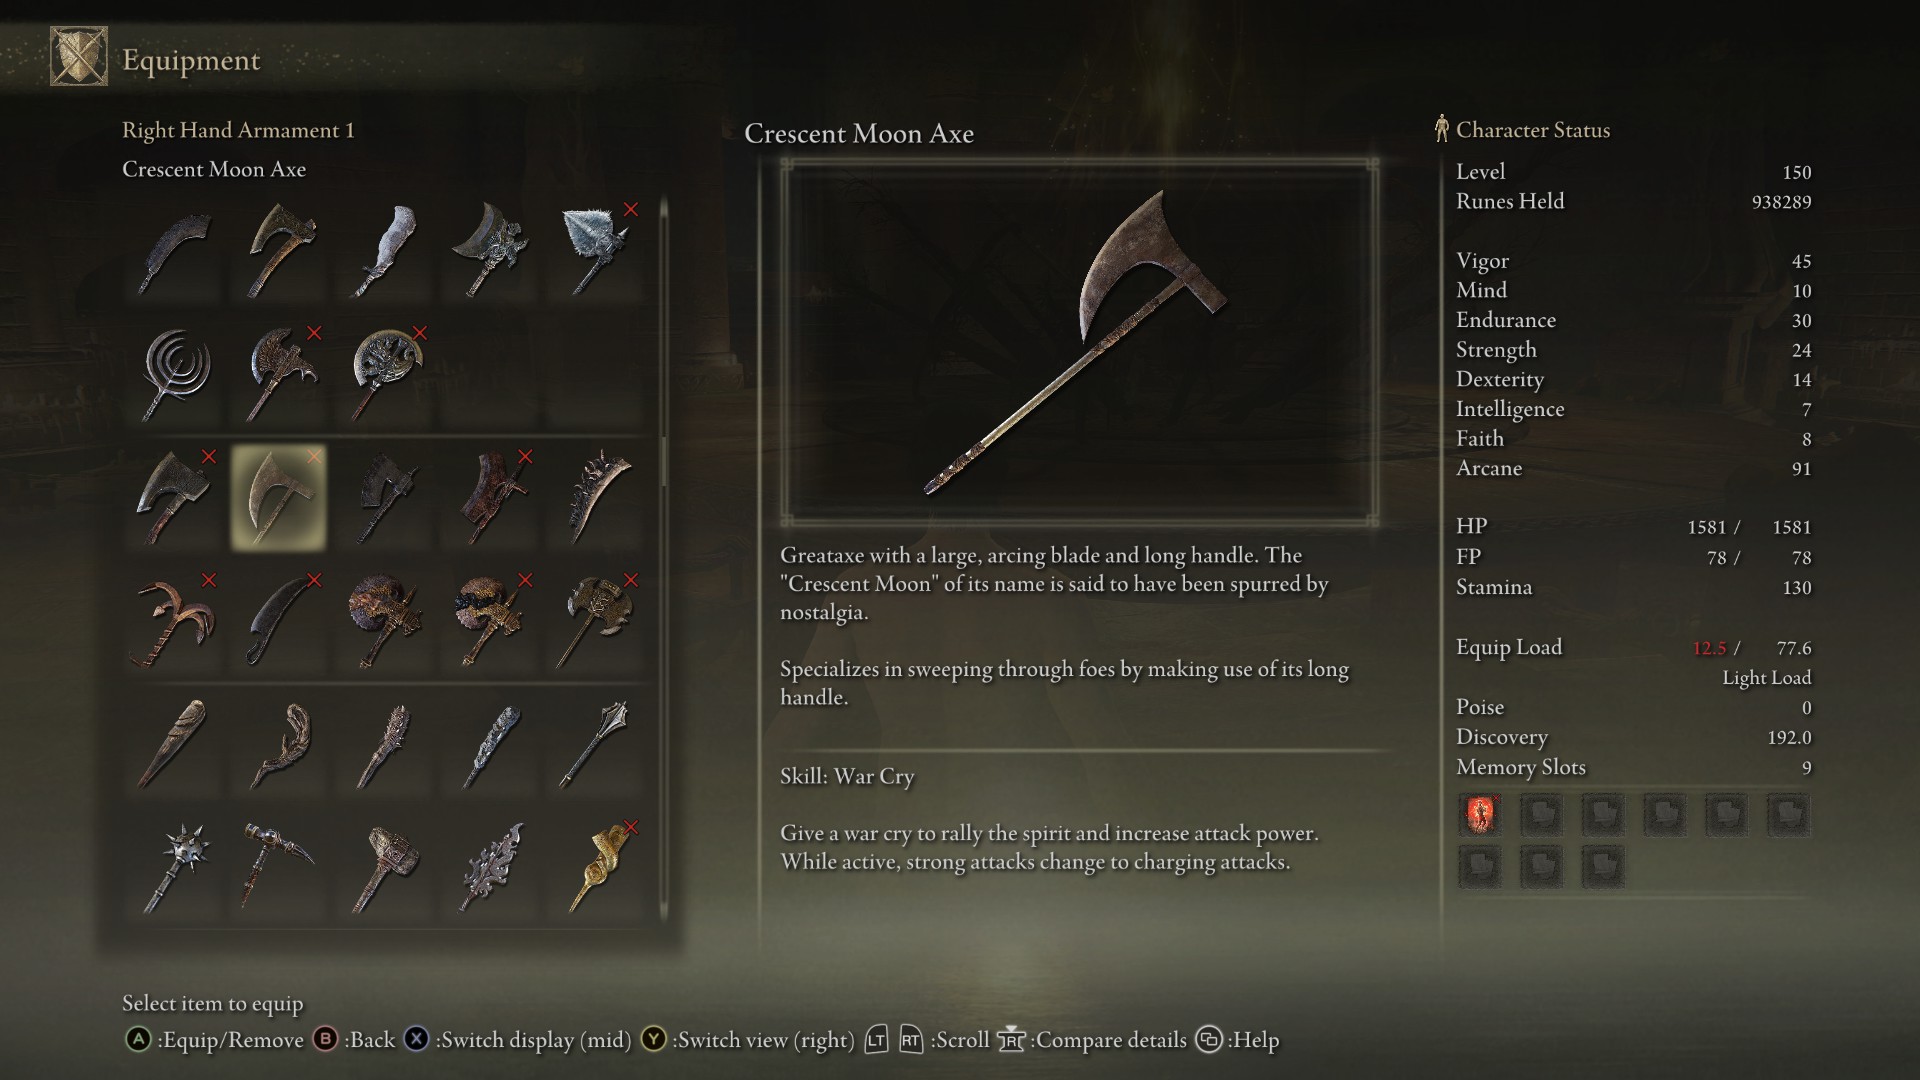 Equipment
Right Hand Armament 1
Crescent Moon Axe
Crescent Moon Axe
Greataxe with a large, arcing blade and long handle. The
"Crescent Moon" of its name is said to have been spurred by
nostalgia.
Specializes in sweeping through foes by making use of its long
handle.
Skill: War Cry
Give a war cry to rally the spirit and increase attack power.
While active, strong attacks change to charging attacks.
Character Status
Level 150
Runes Held 938289
Vigor 45
Mind 10
Endurance 30
Strength 24
Dexterity 14
Intelligence 7
Faith 8
Arcane 91
HP 1581 / 1581
FP 78 / 78
Stamina 130
Equip Load 12.5 / 77.6
Light Load
Poise 0
Discovery 192.0
Memory Slots 9
Select item to equip
A :Equip/Remove B :Back X :Switch display (mid) Y :Switch view (right) LT RT :Scroll R :Compare details :Help